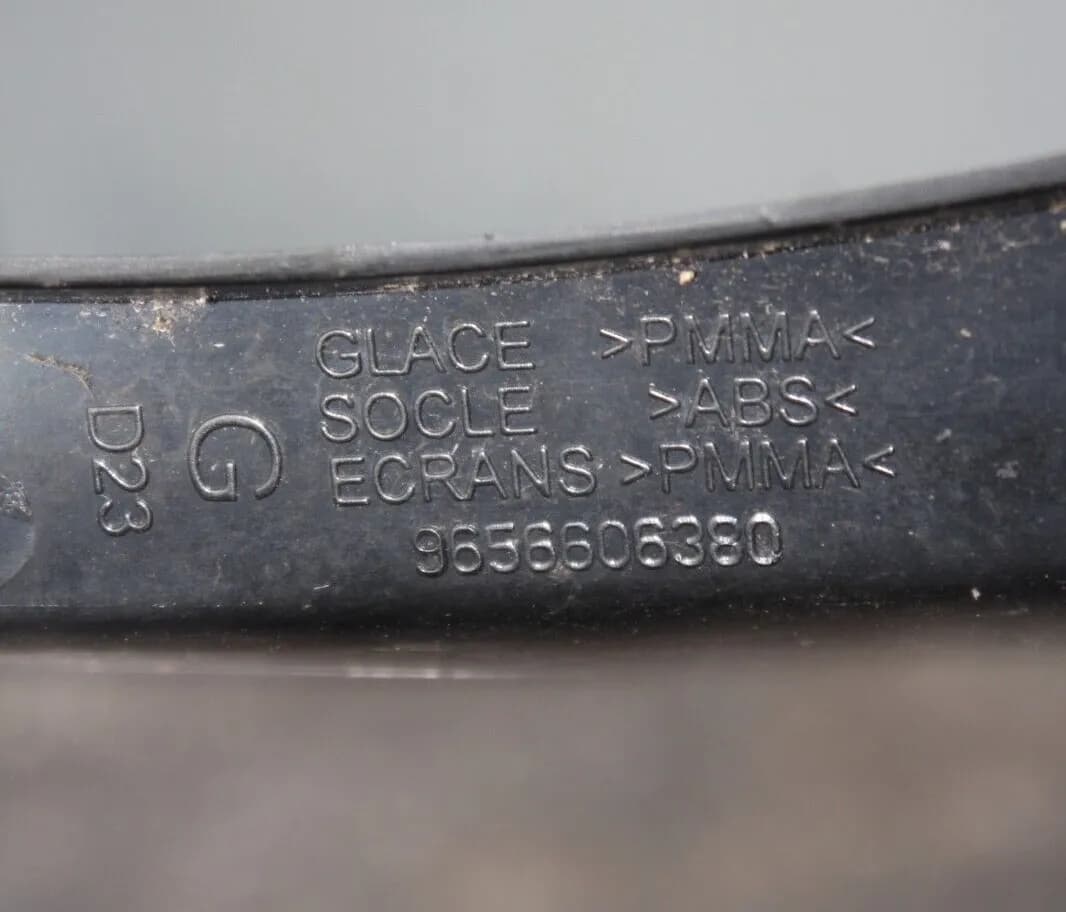 GLACE >PMMA<
SOCLE >ABS<
ECRANS >PMMA<
9656606380
G
D23